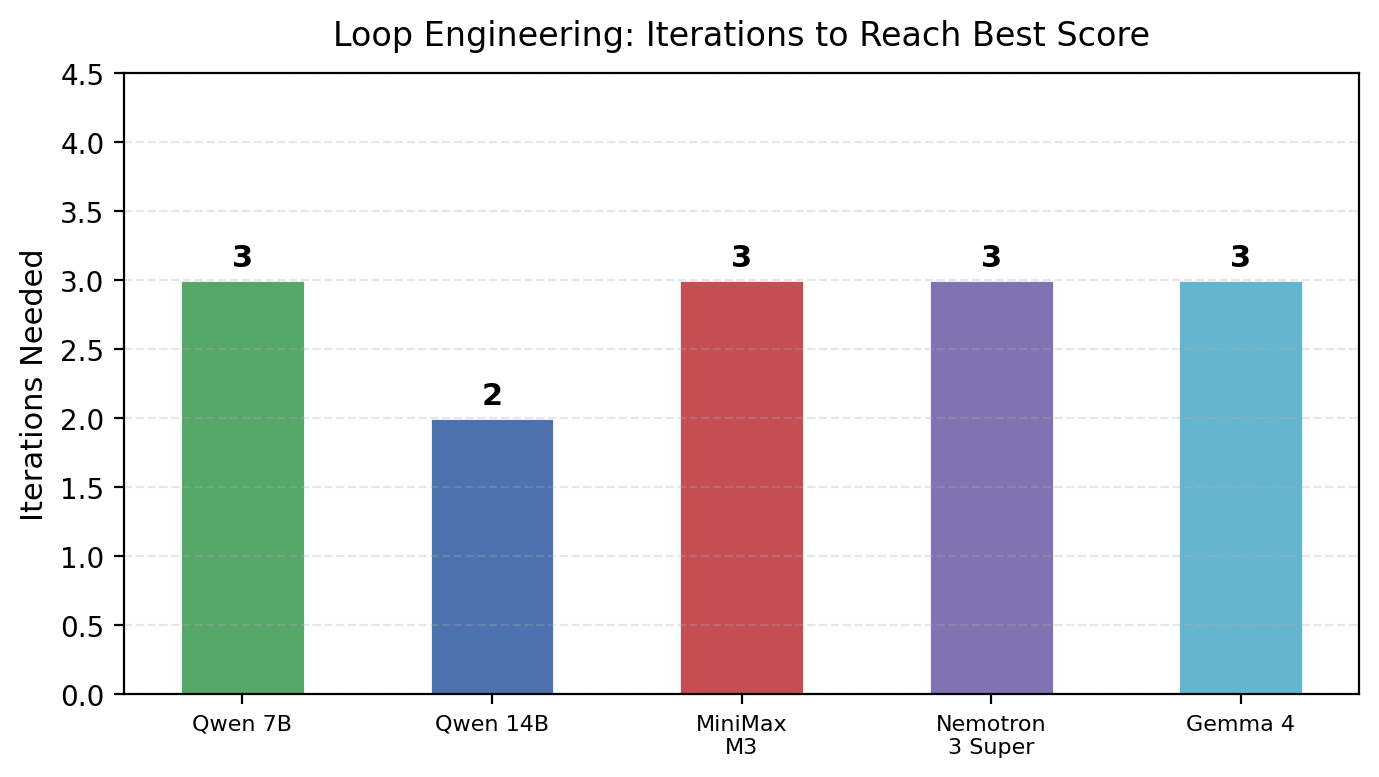 Loop Engineering: Iterations to Reach Best Score
Iterations Needed
4.5
4.0
3.5
3.0
2.5
2.0
1.5
1.0
0.5
0.0
3
2
3
3
3
Qwen 7B
Qwen 14B
MiniMax
M3
Nemotron
3 Super
Gemma 4